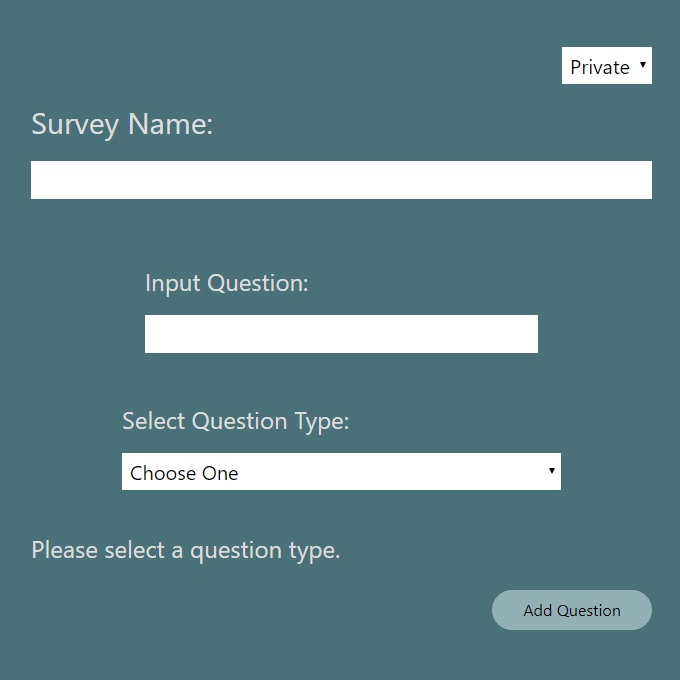 Private
Survey Name:
Input Question:
Select Question Type:
Choose One
Please select a question type.
Add Question